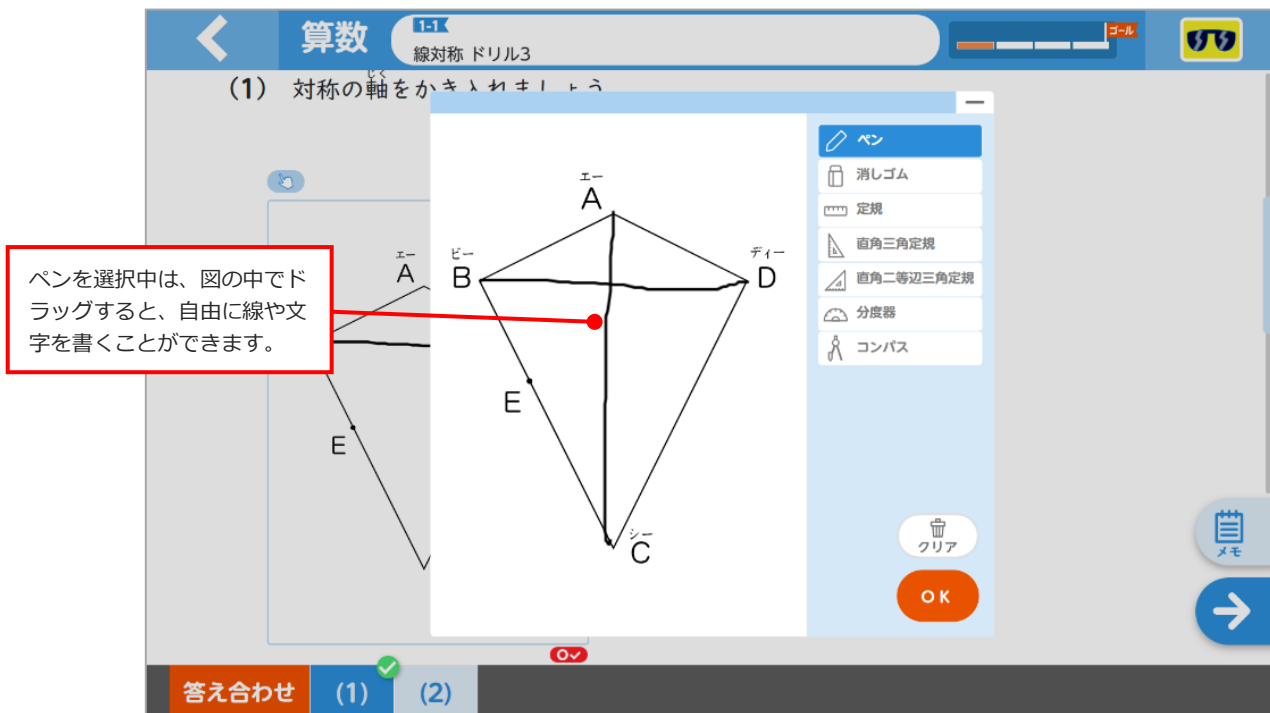 算数
1-1
線対称 ドリル3
ゴール
(1) 対称の軸をかき入れましょう
じく
ペンを選択中は、図の中でド
ラッグすると、自由に線や文
字を書くことができます。
エー
A
E
エー
A
ビー
B
ディー
D
E
シー
C
ペン
消しゴム
定規
直角三角定規
直角二等辺三角定規
分度器
コンパス
クリア
OK
メモ
答え合わせ
(1)
(2)